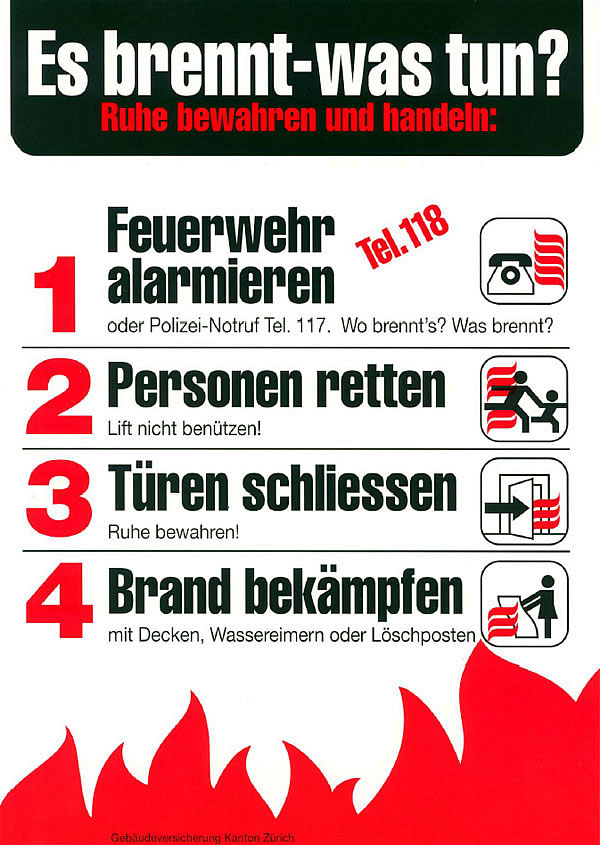 Es brennt-was tun?
Ruhe bewahren und handeln:
1
Feuerwehr
alarmieren
Tel.118
oder Polizei-Notruf Tel. 117. Wo brennt's? Was brennt?
2
Personen retten
Lift nicht benützen!
3
Türen schliessen
Ruhe bewahren!
4
Brand bekämpfen
mit Decken, Wassereimern oder Löschposten
Gebäudeversicherung Kanton Zürich